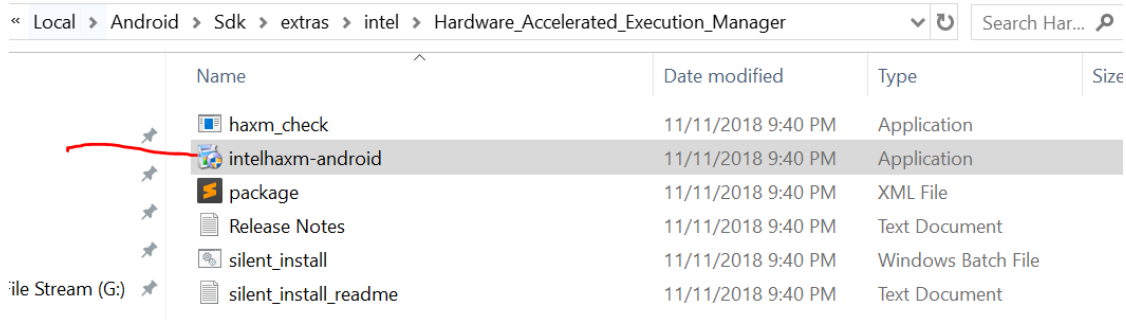 « Local > Android > Sdk > extras > intel > Hardware_Accelerated_Execution_Manager Search Har...
Name Date modified Type Size
haxm_check 11/11/2018 9:40 PM Application
intelhaxm-android 11/11/2018 9:40 PM Application
package 11/11/2018 9:40 PM XML File
Release Notes 11/11/2018 9:40 PM Text Document
silent_install 11/11/2018 9:40 PM Windows Batch File
ile Stream (G:) silent_install_readme 11/11/2018 9:40 PM Text Document